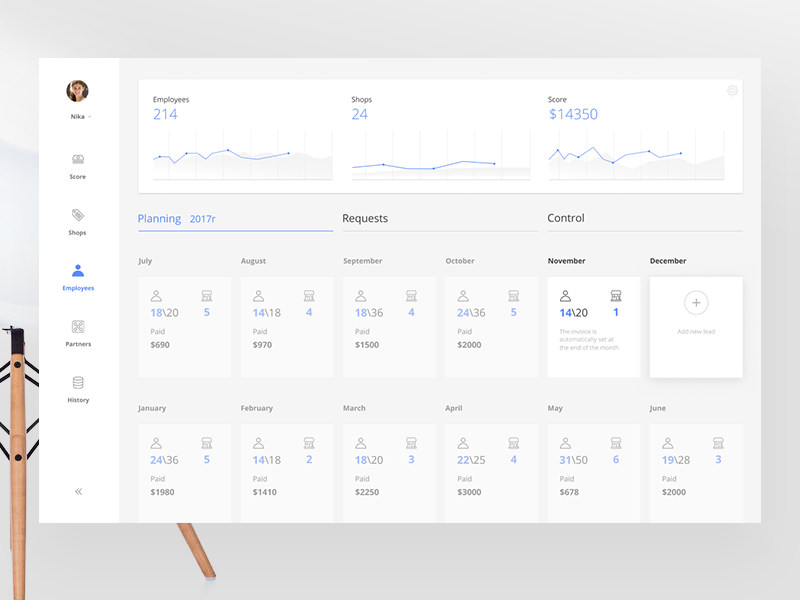 Nika
Score
Shops
Employees
Partners
History
Employees
214
Shops
24
Score
$14350
Planning 2017r
Requests
Control
July
18\20 5
Paid
$690
August
14\18 4
Paid
$970
September
18\36 4
Paid
$1500
October
24\36 5
Paid
$2000
November
14\20 1
The invoice is
automatically set at
the end of the month.
December
Add new lead
January
24\36 5
Paid
$1980
February
14\18 2
Paid
$1410
March
18\20 3
Paid
$2250
April
22\25 4
Paid
$3000
May
31\50 6
Paid
$678
June
19\28 3
Paid
$2000